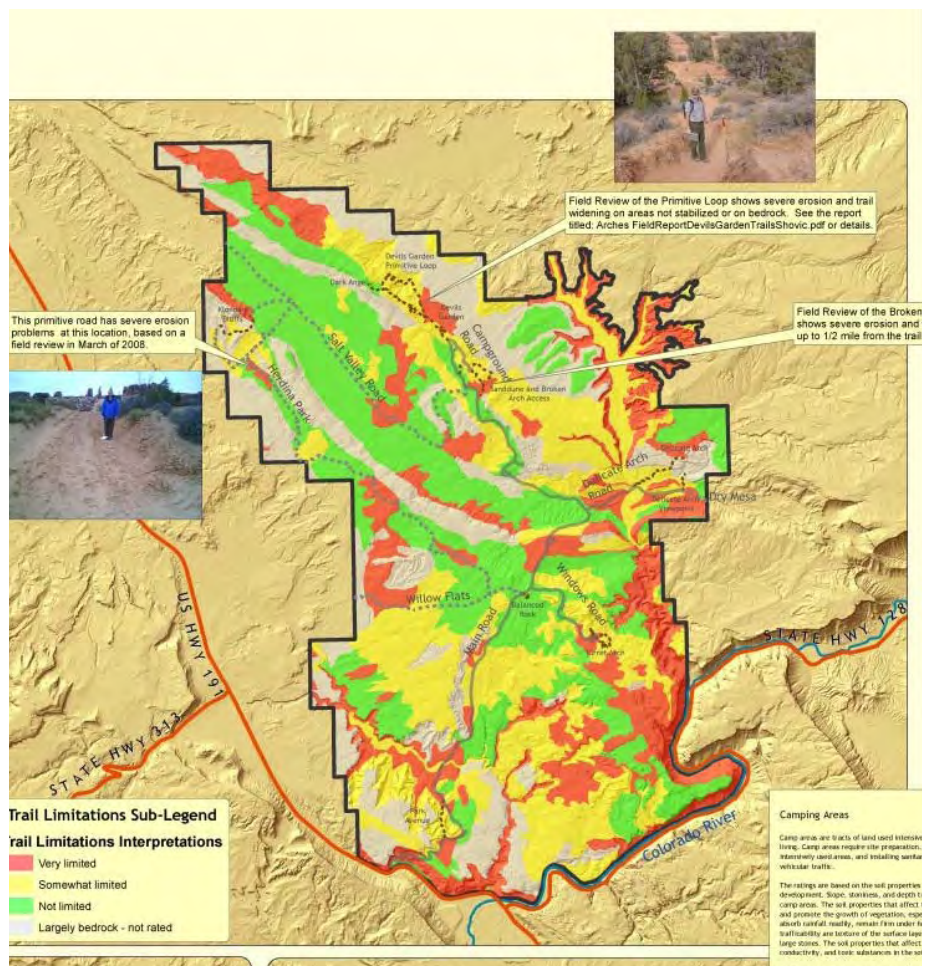 Field Review of the Primitive Loop shows severe erosion and trail
widening on areas not stabilized or on bedrock. See the report
titled: Arches FieldReportDevilsGardenTrailsShovic.pdf or details.
Devils Garden
Primitive Loop
Dark Angel
Devils
Garden
Campground
Road
Klondike
Bluffs
This primitive road has severe erosion
problems at this location, based on a
field review in March of 2008.
Field Review of the Broken
shows severe erosion and
up to 1/2 mile from the trail
Salt Valley Road
Herdina Park
Sanddune and Broken
Arch Access
Delicate Arch
Delicate Arch
Road
Delicate Arch
Viewpoint
Dry Mesa
Willow Flats
Balanced
Rock
Windows Road
Main Road
Turret Arch
US HWY 191
STATE HWY 128
STATE HWY 313
Park
Avenue
Colorado River
Trail Limitations Sub-Legend
Trail Limitations Interpretations
Very limited
Somewhat limited
Not limited
Largely bedrock - not rated
Camping Areas
Camp areas are tracts of land used intensive
living. Camp areas require site preparation,
intensively used areas, and installing sanitar
vehicular traffic.
The ratings are based on the soil properties
development. Slope, stoniness, and depth t
camp areas. The soil properties that affect
and promote the growth of vegetation, espe
absorb rainfall readily, remain firm under h
trafficability are texture of the surface laye
large stones. The soil properties that affect
conductivity, and toxic substances in the so